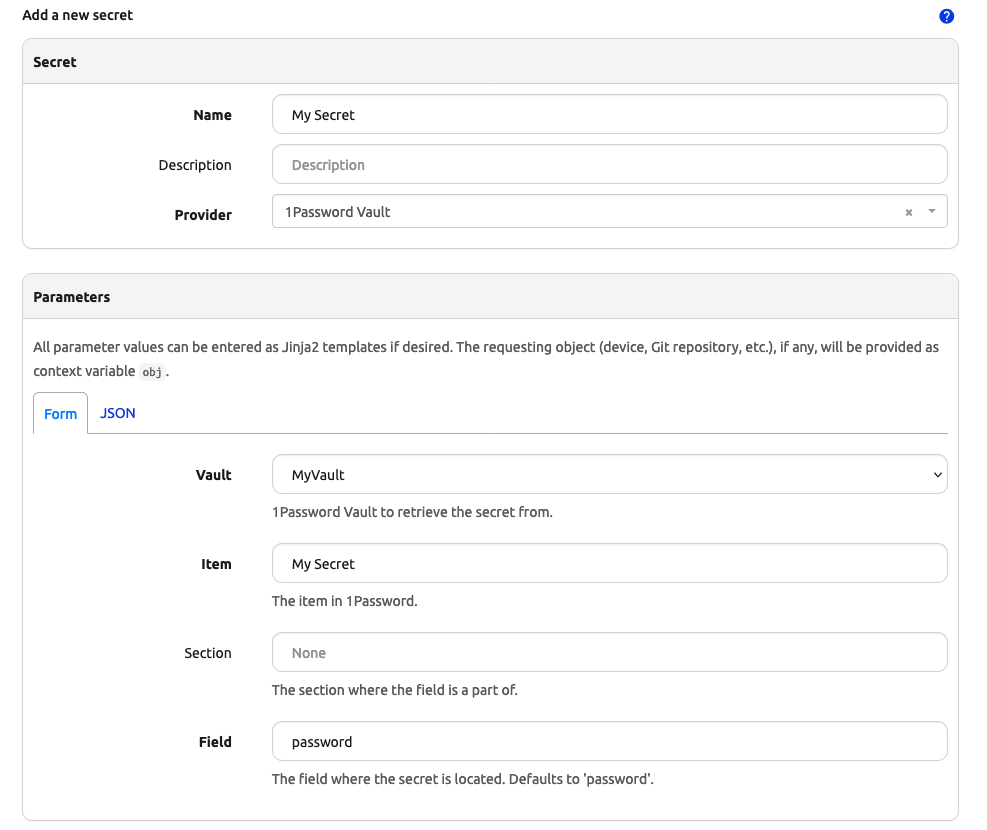 Add a new secret
?
Secret
Name
My Secret
Description
Description
Provider
1Password Vault
×
Parameters
All parameter values can be entered as Jinja2 templates if desired. The requesting object (device, Git repository, etc.), if any, will be provided as
context variable obj.
Form
JSON
Vault
MyVault
1Password Vault to retrieve the secret from.
Item
My Secret
The item in 1Password.
Section
None
The section where the field is a part of.
Field
password
The field where the secret is located. Defaults to 'password'.